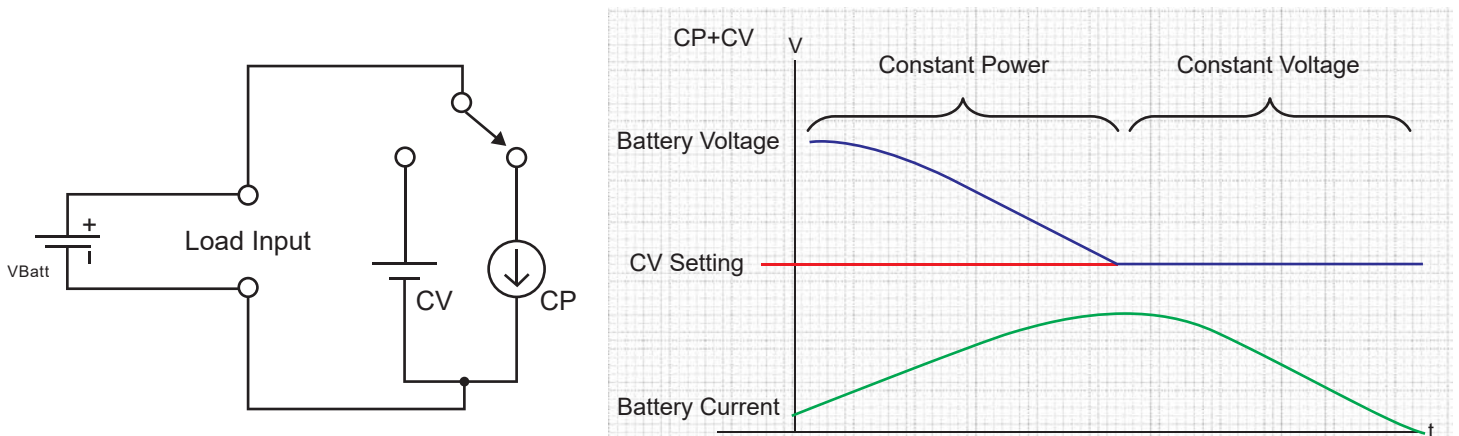 +
VBatt
Load Input
CV
CP
CP+CV
V
Constant Power
Constant Voltage
Battery Voltage
CV Setting
Battery Current
t